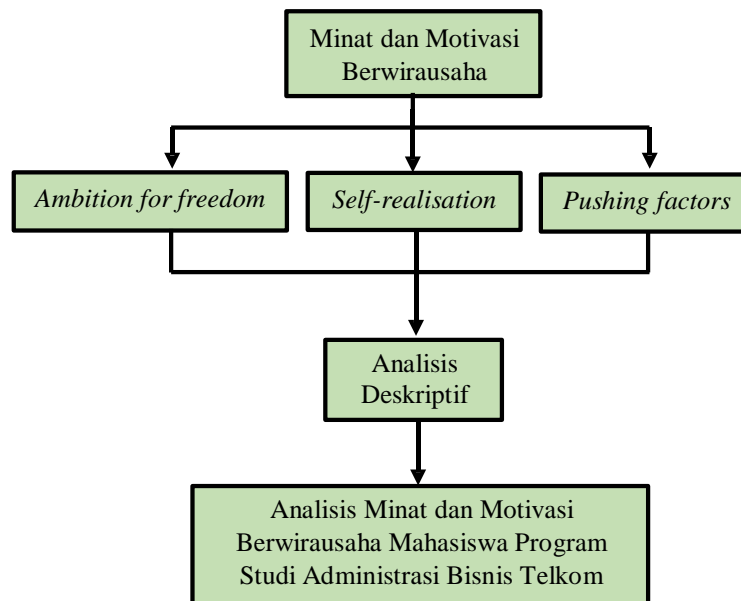 Minat dan Motivasi
Berwirausaha
Ambition for freedom
Self-realisation
Pushing factors
Analisis
Deskriptif
Analisis Minat dan Motivasi
Berwirausaha Mahasiswa Program
Studi Administrasi Bisnis Telkom